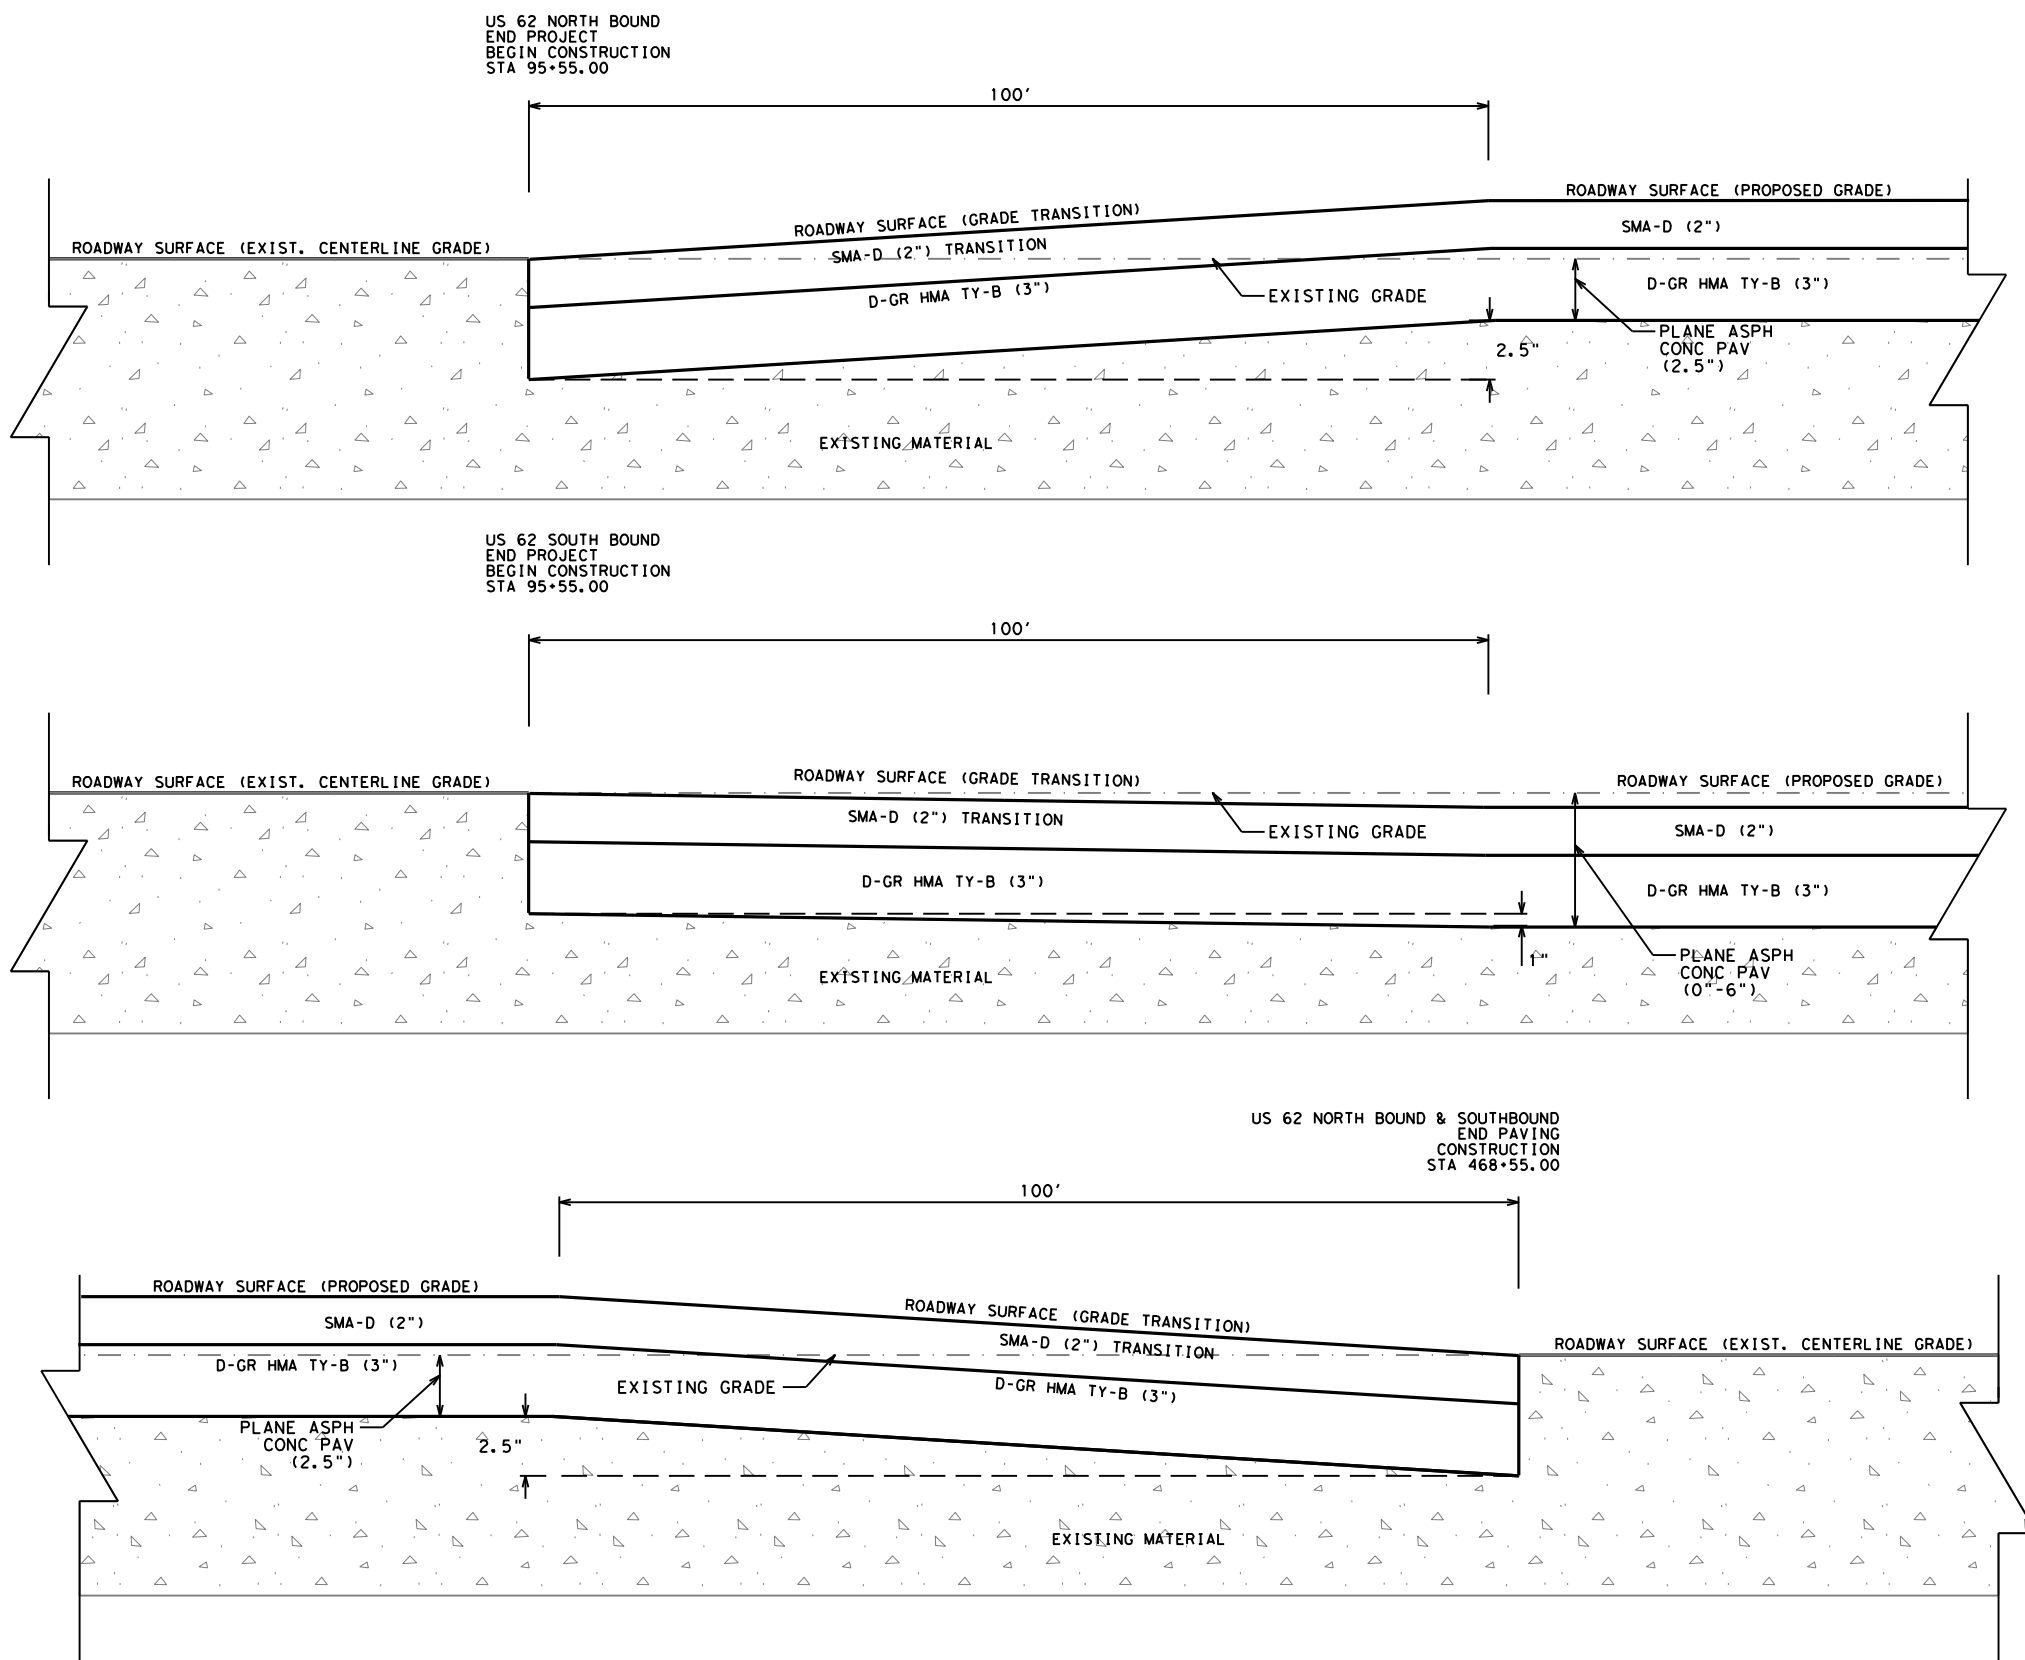 US 62 NORTH BOUND
END PROJECT
BEGIN CONSTRUCTION
STA 95+55.00
100'
ROADWAY SURFACE (EXIST. CENTERLINE GRADE)
ROADWAY SURFACE (GRADE TRANSITION)
SMA-D (2") TRANSITION
D-GR HMA TY-B (3")
EXISTING GRADE
ROADWAY SURFACE (PROPOSED GRADE)
SMA-D (2")
D-GR HMA TY-B (3")
2.5"
PLANE ASPH
CONC PAV
(2.5")
EXISTING MATERIAL
US 62 SOUTH BOUND
END PROJECT
BEGIN CONSTRUCTION
STA 95+55.00
100'
ROADWAY SURFACE (EXIST. CENTERLINE GRADE)
ROADWAY SURFACE (GRADE TRANSITION)
ROADWAY SURFACE (PROPOSED GRADE)
SMA-D (2") TRANSITION
EXISTING GRADE
SMA-D (2")
D-GR HMA TY-B (3")
D-GR HMA TY-B (3")
1"
PLANE ASPH
CONC PAV
(0"-6")
EXISTING MATERIAL
US 62 NORTH BOUND & SOUTHBOUND
END PAVING
CONSTRUCTION
STA 468+55.00
100'
ROADWAY SURFACE (PROPOSED GRADE)
SMA-D (2")
D-GR HMA TY-B (3")
ROADWAY SURFACE (GRADE TRANSITION)
SMA-D (2") TRANSITION
D-GR HMA TY-B (3")
ROADWAY SURFACE (EXIST. CENTERLINE GRADE)
EXISTING GRADE
PLANE ASPH
CONC PAV
(2.5")
2.5"
EXISTING MATERIAL